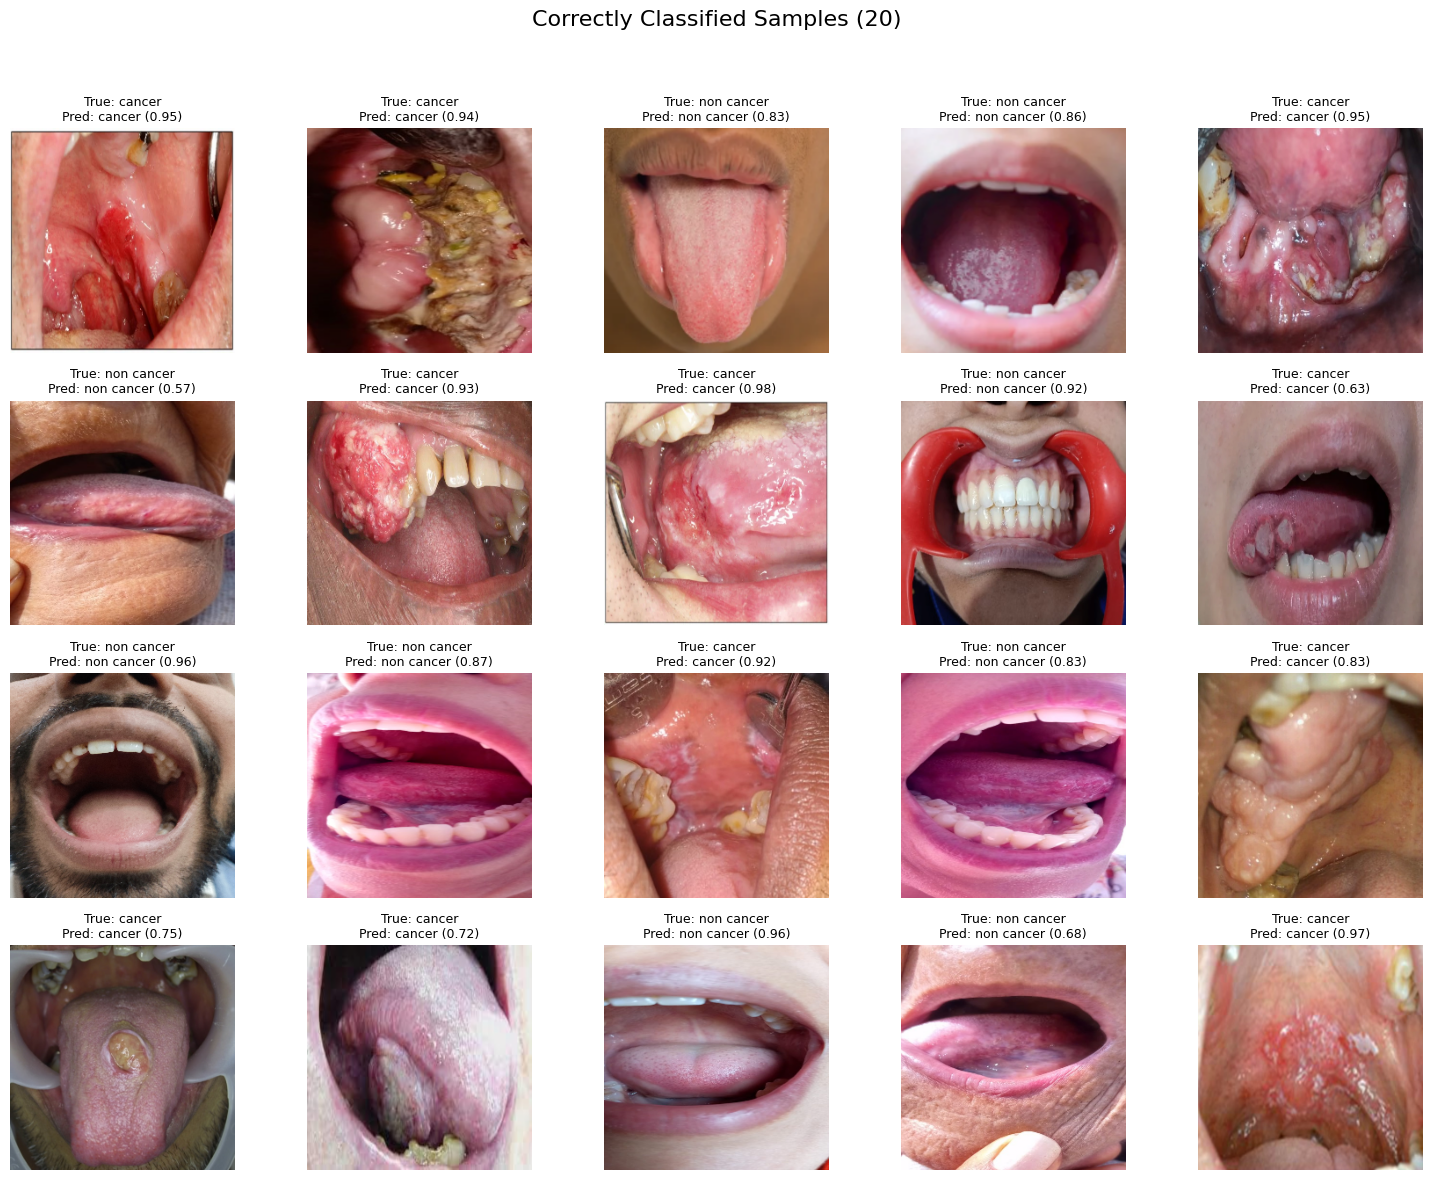 Correctly Classified Samples (20)
True: cancer
Pred: cancer (0.95)
True: cancer
Pred: cancer (0.94)
True: non cancer
Pred: non cancer (0.83)
True: non cancer
Pred: non cancer (0.86)
True: cancer
Pred: cancer (0.95)
True: non cancer
Pred: non cancer (0.57)
True: cancer
Pred: cancer (0.93)
True: cancer
Pred: cancer (0.98)
True: non cancer
Pred: non cancer (0.92)
True: cancer
Pred: cancer (0.63)
True: non cancer
Pred: non cancer (0.96)
True: non cancer
Pred: non cancer (0.87)
True: cancer
Pred: cancer (0.92)
True: non cancer
Pred: non cancer (0.83)
True: cancer
Pred: cancer (0.83)
True: cancer
Pred: cancer (0.75)
True: cancer
Pred: cancer (0.72)
True: non cancer
Pred: non cancer (0.96)
True: non cancer
Pred: non cancer (0.68)
True: cancer
Pred: cancer (0.97)